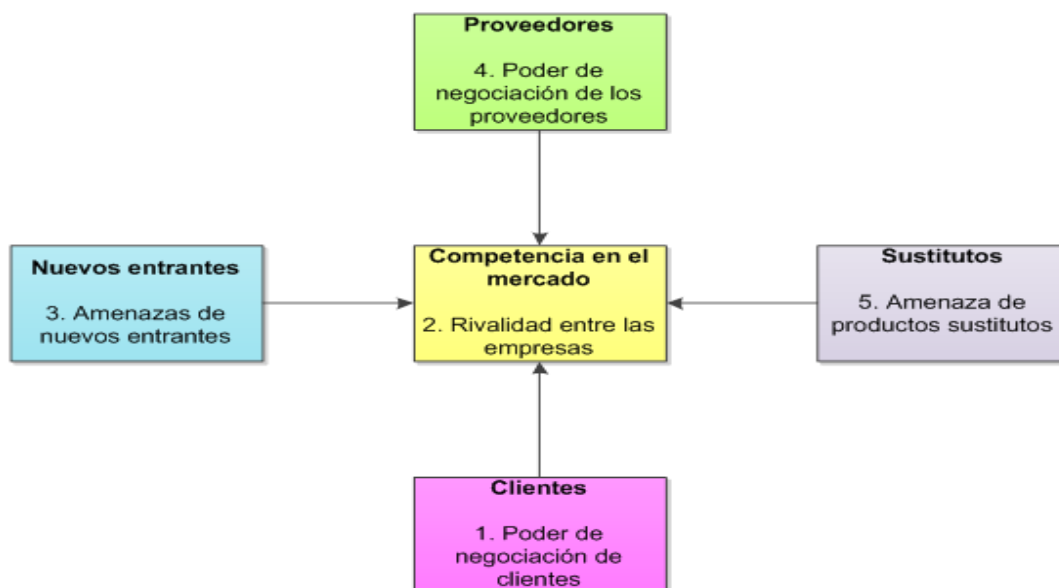 Proveedores
4. Poder de
negociación de los
proveedores
Nuevos entrantes
3. Amenazas de
nuevos entrantes
Competencia en el
mercado
2. Rivalidad entre las
empresas
Sustitutos
5. Amenaza de
productos sustitutos
Clientes
1. Poder de
negociación de
clientes